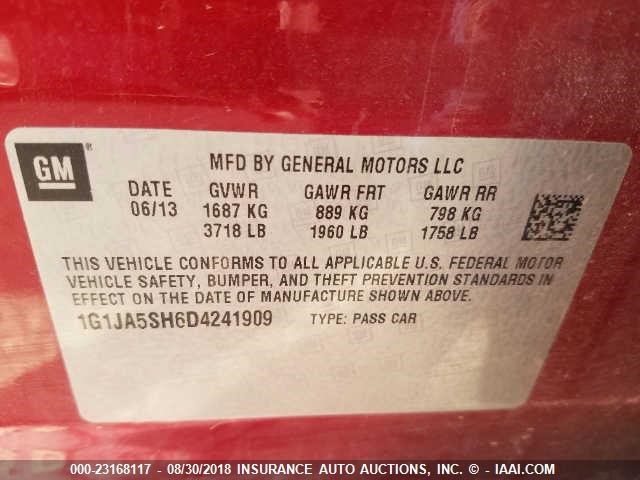 GM ®
MFD BY GENERAL MOTORS LLC
DATE GVWR GAWR FRT GAWR RR
06/13 1687 KG 889 KG 798 KG
3718 LB 1960 LB 1758 LB
THIS VEHICLE CONFORMS TO ALL APPLICABLE U.S. FEDERAL MOTOR
VEHICLE SAFETY, BUMPER, AND THEFT PREVENTION STANDARDS IN
EFFECT ON THE DATE OF MANUFACTURE SHOWN ABOVE.
1G1JA5SH6D4241909 TYPE: PASS CAR
000-23168117 - 08/30/2018 INSURANCE AUTO AUCTIONS, INC. © - IAAI.COM